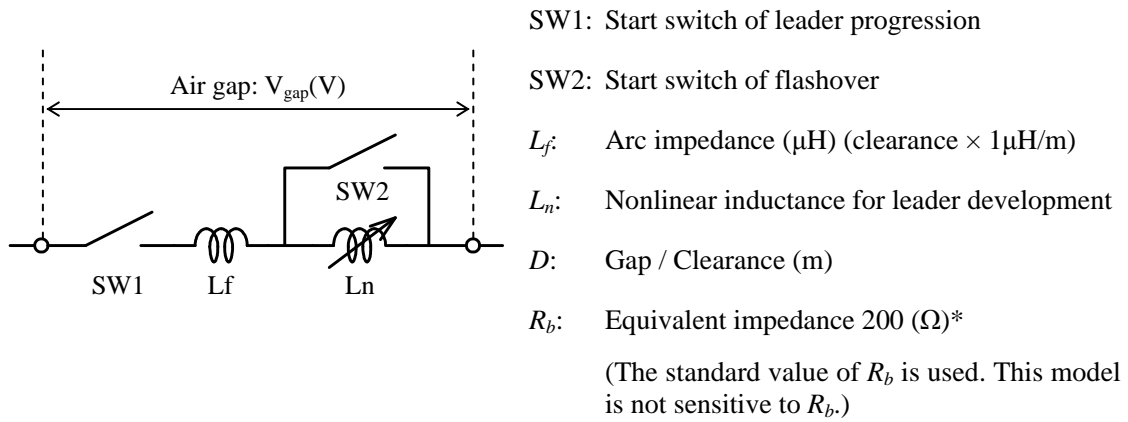 Air gap: Vgap(V)
SW2
SW1
Lf
Ln
SW1: Start switch of leader progression
SW2: Start switch of flashover
Lf: Arc impedance (μH) (clearance × 1μH/m)
Ln: Nonlinear inductance for leader development
D: Gap / Clearance (m)
Rb: Equivalent impedance 200 (Ω)*
(The standard value of Rb is used. This model
is not sensitive to Rb.)